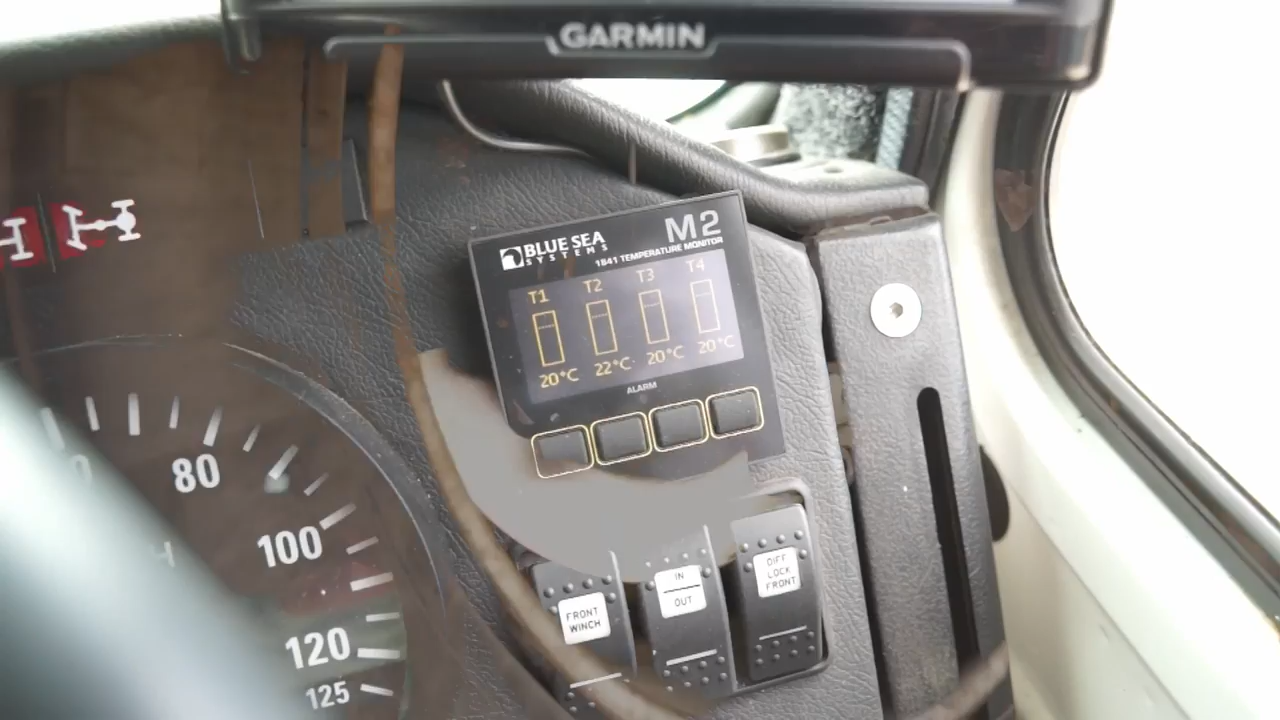 GARMIN
M2
BLUE SEA
SYSTEMS
1841 TEMPERATURE MONITOR
T1 T2 T3 T4
20°C 22°C 20°C 20°C
ALARM
80
100
120
125
FRONT
WINCH
IN
OUT
DIFF
LOCK
FRONT